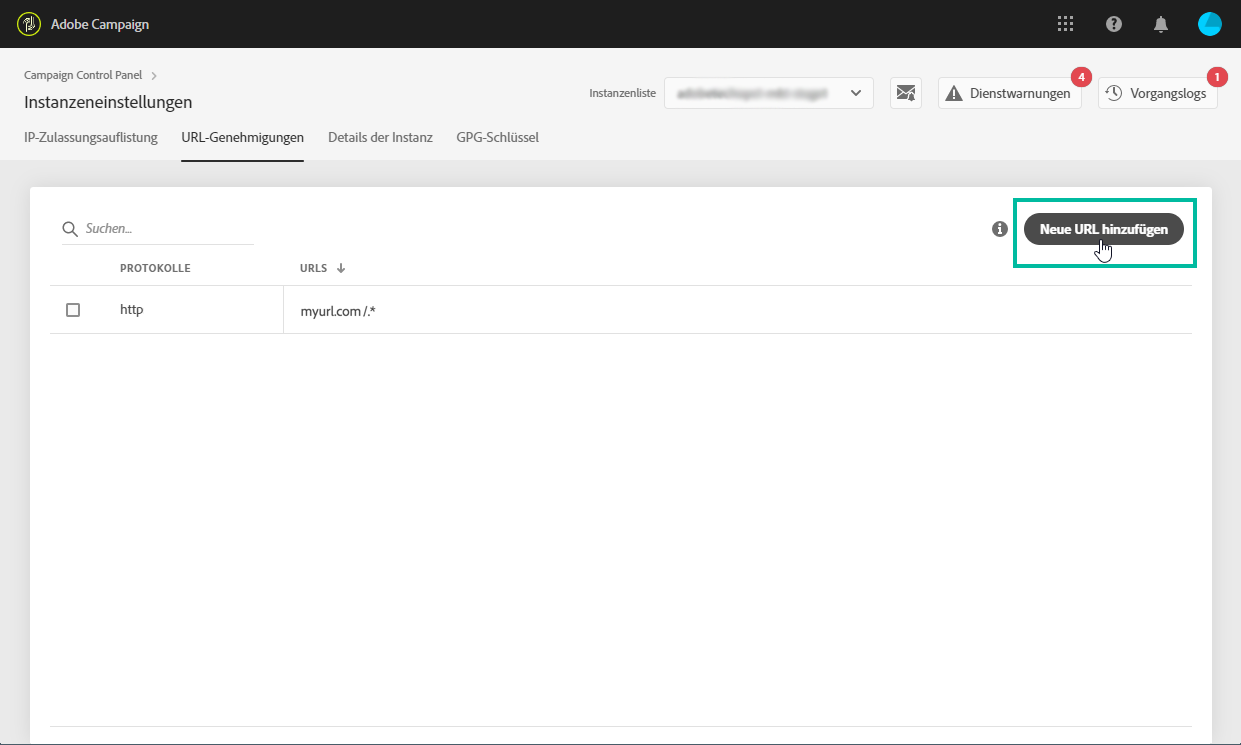 Adobe Campaign
Campaign Control Panel
Instanzeneinstellungen
Instanzenliste
Dienstwarnungen
4
Vorgangslogs
1
IP-Zulassungsauflistung
URL-Genehmigungen
Details der Instanz
GPG-Schlüssel
Suchen...
Neue URL hinzufügen
PROTOKOLLE
URLS
http
myurl.com/.*